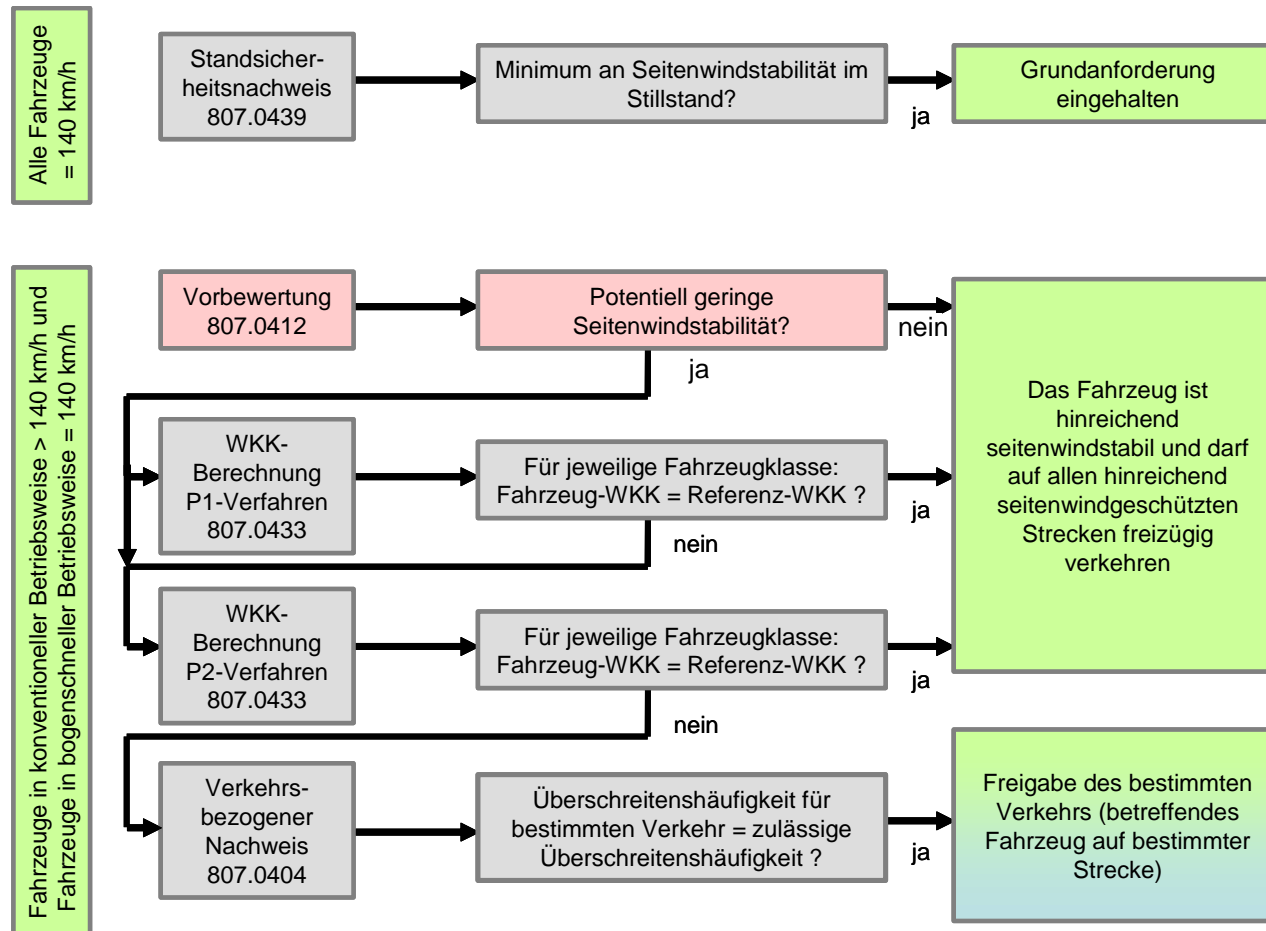 Alle Fahrzeuge
= 140 km/h
Standsicher-
heitsnachweis
807.0439
Minimum an Seitenwindstabilität im
Stillstand?
ja
Grundanforderung
eingehalten
Fahrzeuge in konventioneller Betriebsweise > 140 km/h und
Fahrzeuge in bogenschneller Betriebsweise = 140 km/h
Vorbewertung
807.0412
Potentiell geringe
Seitenwindstabilität?
nein
ja
Das Fahrzeug ist
hinreichend
seitenwindstabil und darf
auf allen hinreichend
seitenwindgeschützten
Strecken freizügig
verkehren
WKK-
Berechnung
P1-Verfahren
807.0433
Für jeweilige Fahrzeugklasse:
Fahrzeug-WKK = Referenz-WKK ?
ja
nein
WKK-
Berechnung
P2-Verfahren
807.0433
Für jeweilige Fahrzeugklasse:
Fahrzeug-WKK = Referenz-WKK ?
ja
nein
Verkehrs-
bezogener
Nachweis
807.0404
Überschreitenshäufigkeit für
bestimmten Verkehr = zulässige
Überschreitenshäufigkeit ?
ja
Freigabe des bestimmten
Verkehrs (betreffendes
Fahrzeug auf bestimmter
Strecke)